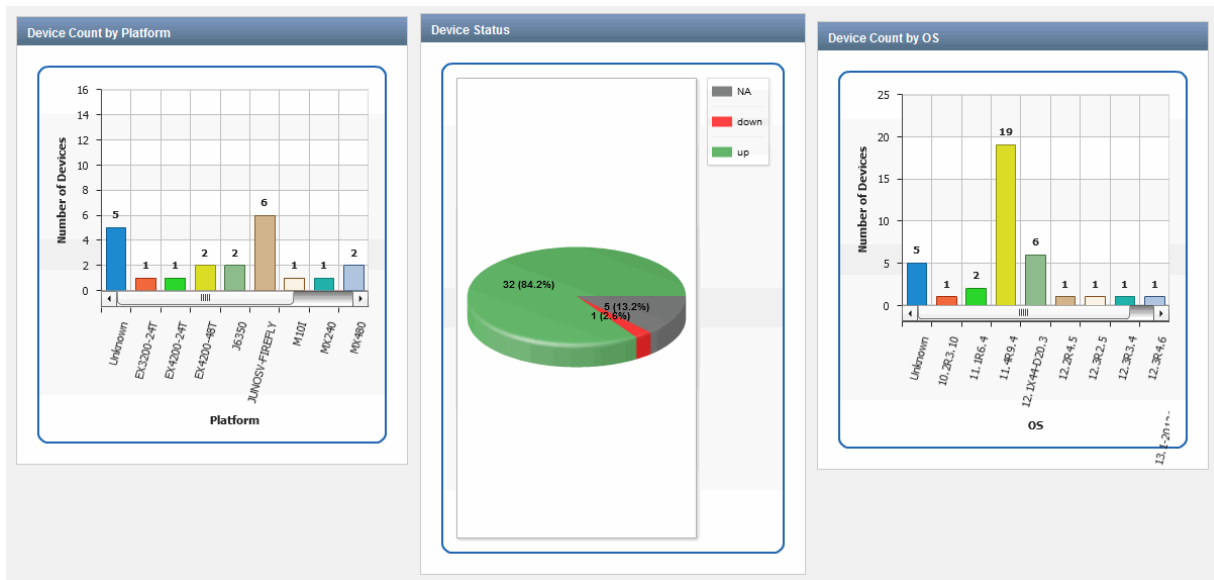 Device Count by Platform
16
14
12
10
8
6
4
2
0
Number of Devices
5
1
1
2
2
6
1
1
2
Unknown
EX3200-24T
EX4200-24T
EX4200-48T
J6350
JUNOSV-FIREFLY
M10I
MX240
MX480
Platform
Device Status
NA
down
up
32 (84.2%)
5 (13.2%)
1 (2.6%)
Device Count by OS
25
20
15
10
5
0
Number of Devices
5
1
2
19
6
1
1
1
1
Unknown
10.2R3.10
11.1R6.4
11.4R9.4
12.1X44-D20.3
12.2R4.5
12.3R2.5
12.3R3.4
12.3R4.6
OS